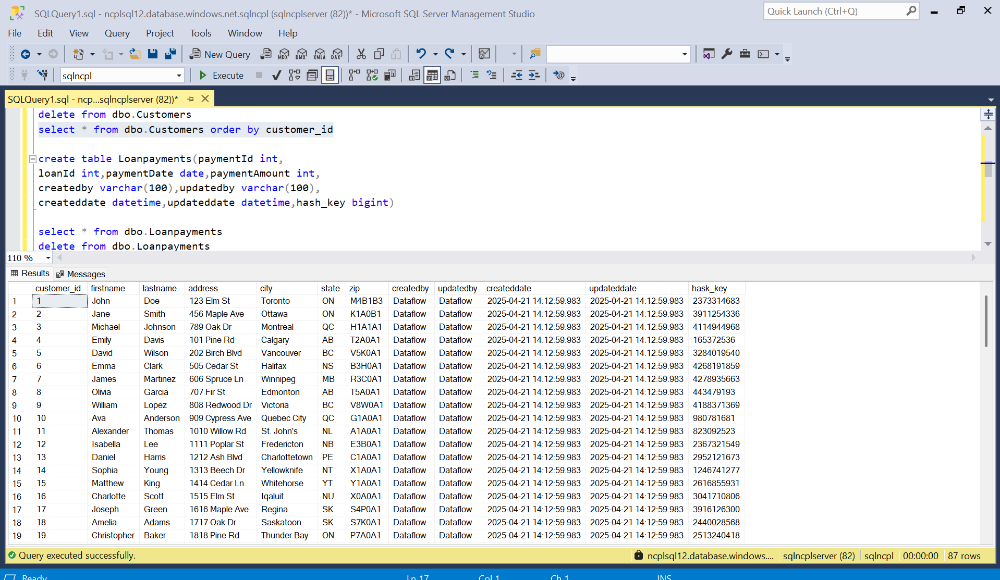 SQLQuery1.sql - ncplsql12.database.windows.net.sqlncpl (sqlncplserver (82))* - Microsoft SQL Server Management Studio
Quick Launch (Ctrl+Q)
File Edit View Query Project Tools Window Help
New Query MDX DMX XMLA DAX
sqlncpl Execute
SQLQuery1.sql - ncp...sqlncplserver (82))*
delete from dbo.Customers
select * from dbo.Customers order by customer_id
create table Loanpayments(paymentId int,
loanId int,paymentDate date,paymentAmount int,
createdby varchar(100),updatedby varchar(100),
createddate datetime,updateddate datetime,hash_key bigint)
select * from dbo.Loanpayments
delete from dbo.Loanpayments
110 %
Results Messages
customer_id firstname lastname address city state zip createdby updatedby createddate updateddate hask_key
1 1 John Doe 123 Elm St Toronto ON M4B1B3 Dataflow Dataflow 2025-04-21 14:12:59.983 2025-04-21 14:12:59.983 2373314683
2 2 Jane Smith 456 Maple Ave Ottawa ON K1A0B1 Dataflow Dataflow 2025-04-21 14:12:59.983 2025-04-21 14:12:59.983 3911254336
3 3 Michael Johnson 789 Oak Dr Montreal QC H1A1A1 Dataflow Dataflow 2025-04-21 14:12:59.983 2025-04-21 14:12:59.983 4114944968
4 4 Emily Davis 101 Pine Rd Calgary AB T2A0A1 Dataflow Dataflow 2025-04-21 14:12:59.983 2025-04-21 14:12:59.983 165372536
5 5 David Wilson 202 Birch Blvd Vancouver BC V5K0A1 Dataflow Dataflow 2025-04-21 14:12:59.983 2025-04-21 14:12:59.983 3284019540
6 6 Emma Clark 505 Cedar St Halifax NS B3H0A1 Dataflow Dataflow 2025-04-21 14:12:59.983 2025-04-21 14:12:59.983 4268191859
7 7 James Martinez 606 Spruce Ln Winnipeg MB R3C0A1 Dataflow Dataflow 2025-04-21 14:12:59.983 2025-04-21 14:12:59.983 4278935663
8 8 Olivia Garcia 707 Fir St Edmonton AB T5A0A1 Dataflow Dataflow 2025-04-21 14:12:59.983 2025-04-21 14:12:59.983 443479193
9 9 William Lopez 808 Redwood Dr Victoria BC V8W0A1 Dataflow Dataflow 2025-04-21 14:12:59.983 2025-04-21 14:12:59.983 4188371369
10 10 Ava Anderson 909 Cypress Ave Quebec City QC G1A0A1 Dataflow Dataflow 2025-04-21 14:12:59.983 2025-04-21 14:12:59.983 980781681
11 11 Alexander Thomas 1010 Willow Rd St. John's NL A1A0A1 Dataflow Dataflow 2025-04-21 14:12:59.983 2025-04-21 14:12:59.983 823092523
12 12 Isabella Lee 1111 Poplar St Fredericton NB E3B0A1 Dataflow Dataflow 2025-04-21 14:12:59.983 2025-04-21 14:12:59.983 2367321549
13 13 Daniel Harris 1212 Ash Blvd Charlottetown PE C1A0A1 Dataflow Dataflow 2025-04-21 14:12:59.983 2025-04-21 14:12:59.983 2952121673
14 14 Sophia Young 1313 Beech Dr Yellowknife NT X1A0A1 Dataflow Dataflow 2025-04-21 14:12:59.983 2025-04-21 14:12:59.983 1246741277
15 15 Matthew King 1414 Cedar Ln Whitehorse YT Y1A0A1 Dataflow Dataflow 2025-04-21 14:12:59.983 2025-04-21 14:12:59.983 2616855931
16 16 Charlotte Scott 1515 Elm St Iqaluit NU X0A0A1 Dataflow Dataflow 2025-04-21 14:12:59.983 2025-04-21 14:12:59.983 3041710806
17 17 Joseph Green 1616 Maple Ave Regina SK S4P0A1 Dataflow Dataflow 2025-04-21 14:12:59.983 2025-04-21 14:12:59.983 3916126300
18 18 Amelia Adams 1717 Oak Dr Saskatoon SK S7K0A1 Dataflow Dataflow 2025-04-21 14:12:59.983 2025-04-21 14:12:59.983 2440028568
19 19 Christopher Baker 1818 Pine Rd Thunder Bay ON P7A0A1 Dataflow Dataflow 2025-04-21 14:12:59.983 2025-04-21 14:12:59.983 2513240418
Query executed successfully. ncplsql12.database.windows.... sqlncplserver (82) sqlncpl 00:00:00 87 rows
Ready Ln 17 Col 1 Ch 1 INS